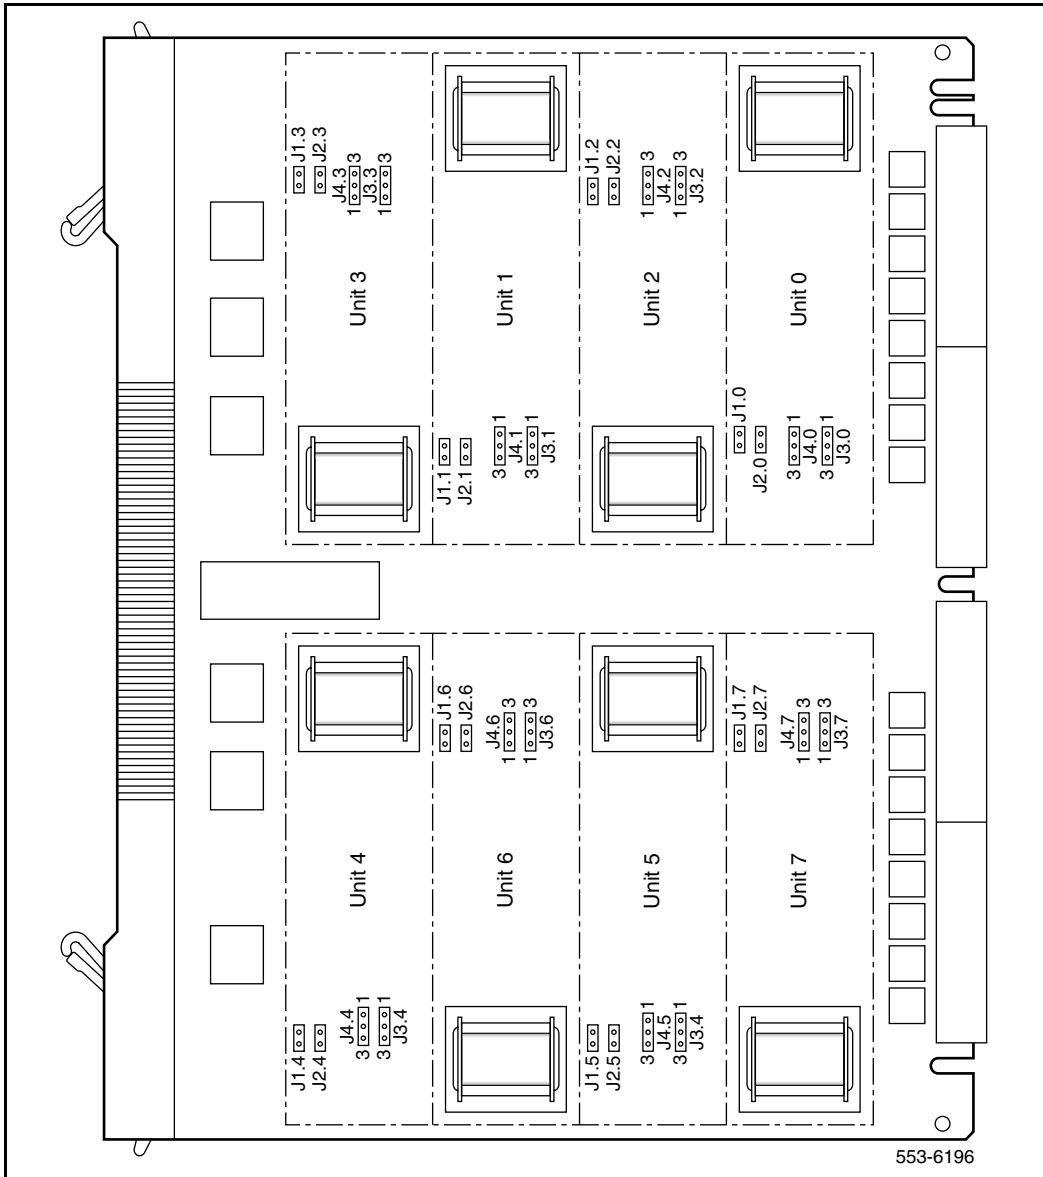 J1.3
J2.3
J4.3
1 3
J3.3
1 3
Unit 3
Unit 1
J1.1
J2.1
3 1
J4.1
3 1
J3.1
J1.2
J2.2
1 3
J4.2
1 3
J3.2
Unit 2
Unit 0
J1.0
J2.0
3 1
J4.0
3 1
J3.0
Unit 4
J1.4
J2.4
J4.4
3 1
3 1
J3.4
J1.6
J2.6
J4.6
1 3
1 3
J3.6
Unit 6
Unit 5
J1.5
J2.5
3 1
J4.5
3 1
J3.4
J1.7
J2.7
J4.7
1 3
1 3
J3.7
Unit 7
553-6196